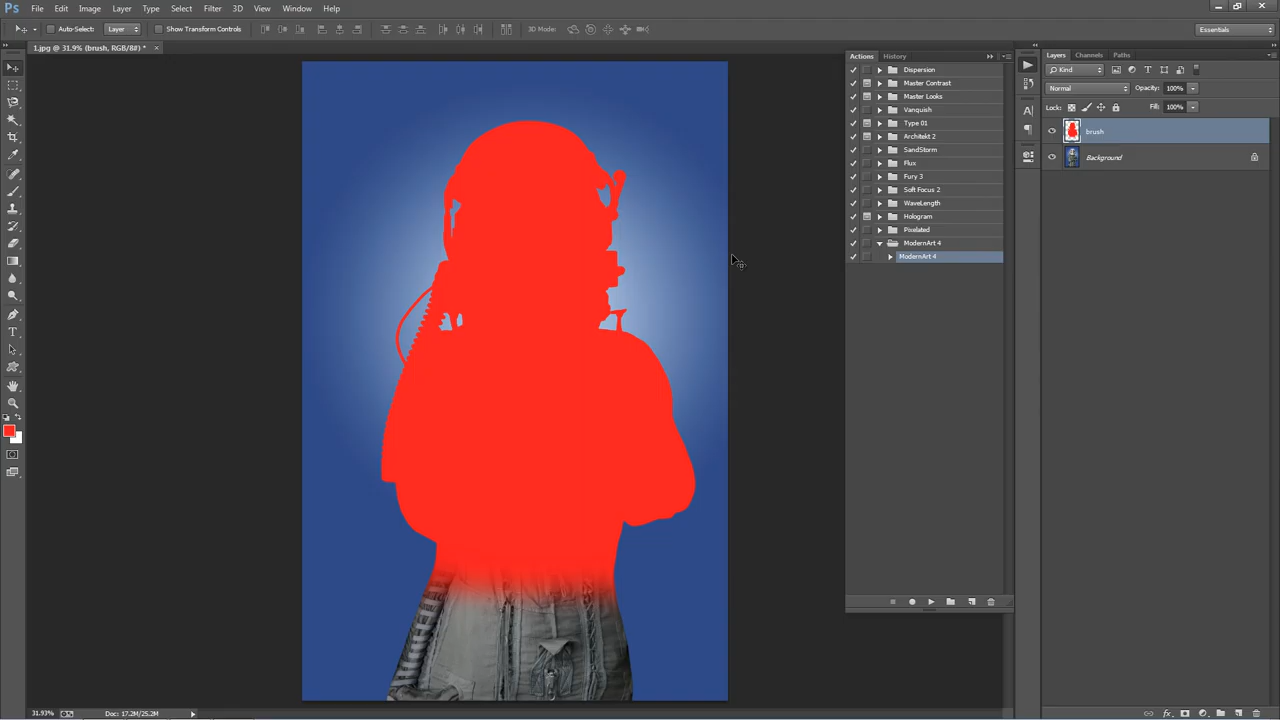 Ps File Edit Image Layer Type Select Filter 3D View Window Help
Auto-Select: Layer Show Transform Controls 3D Mode: Essentials
1.jpg @ 31.9% (brush, RGB/8#) * ×
Actions History
Dispersion
Master Contrast
Master Looks
Vanquish
Type 01
Architekt 2
SandStorm
Flux
Fury 3
Soft Focus 2
WaveLength
Hologram
Pixelated
ModernArt 4
ModernArt 4
Layers Channels Paths
Kind
Normal Opacity: 100%
Lock: Fill: 100%
brush
Background
31.93% Doc: 17.2M/25.2M